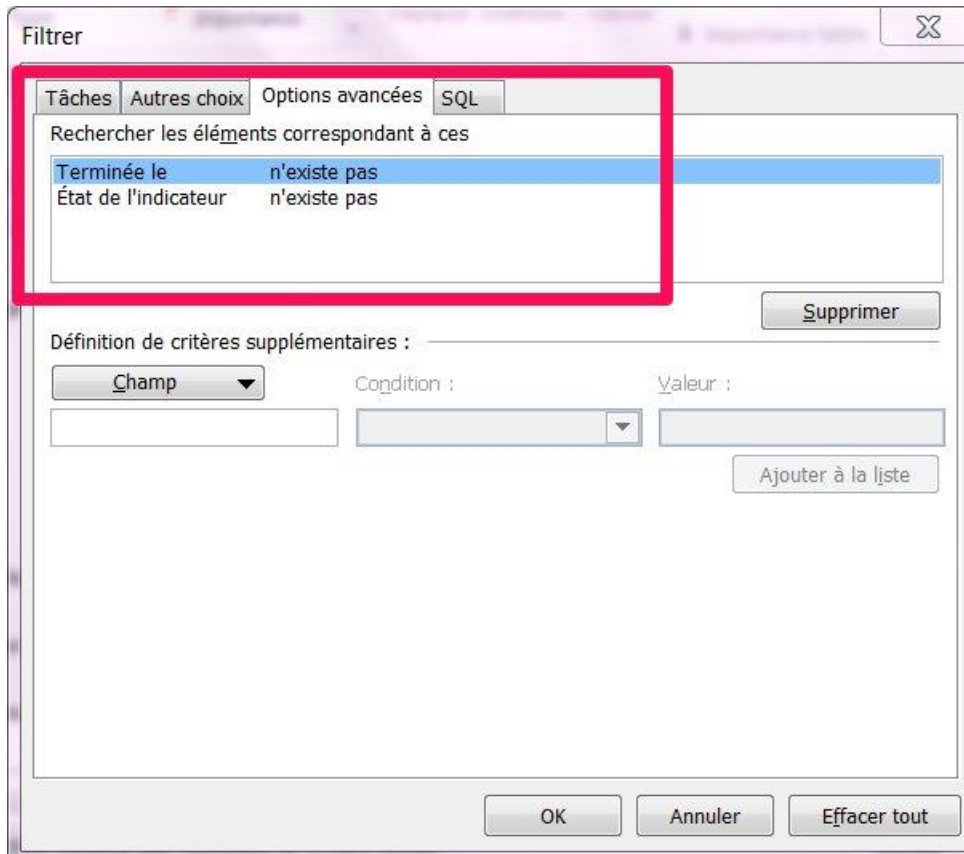 Filtrer
Tâches Autres choix Options avancées SQL
Rechercher les éléments correspondant à ces
Terminée le n'existe pas
État de l'indicateur n'existe pas
Supprimer
Définition de critères supplémentaires :
Champ Condition : Valeur :
Ajouter à la liste
OK Annuler Effacer tout